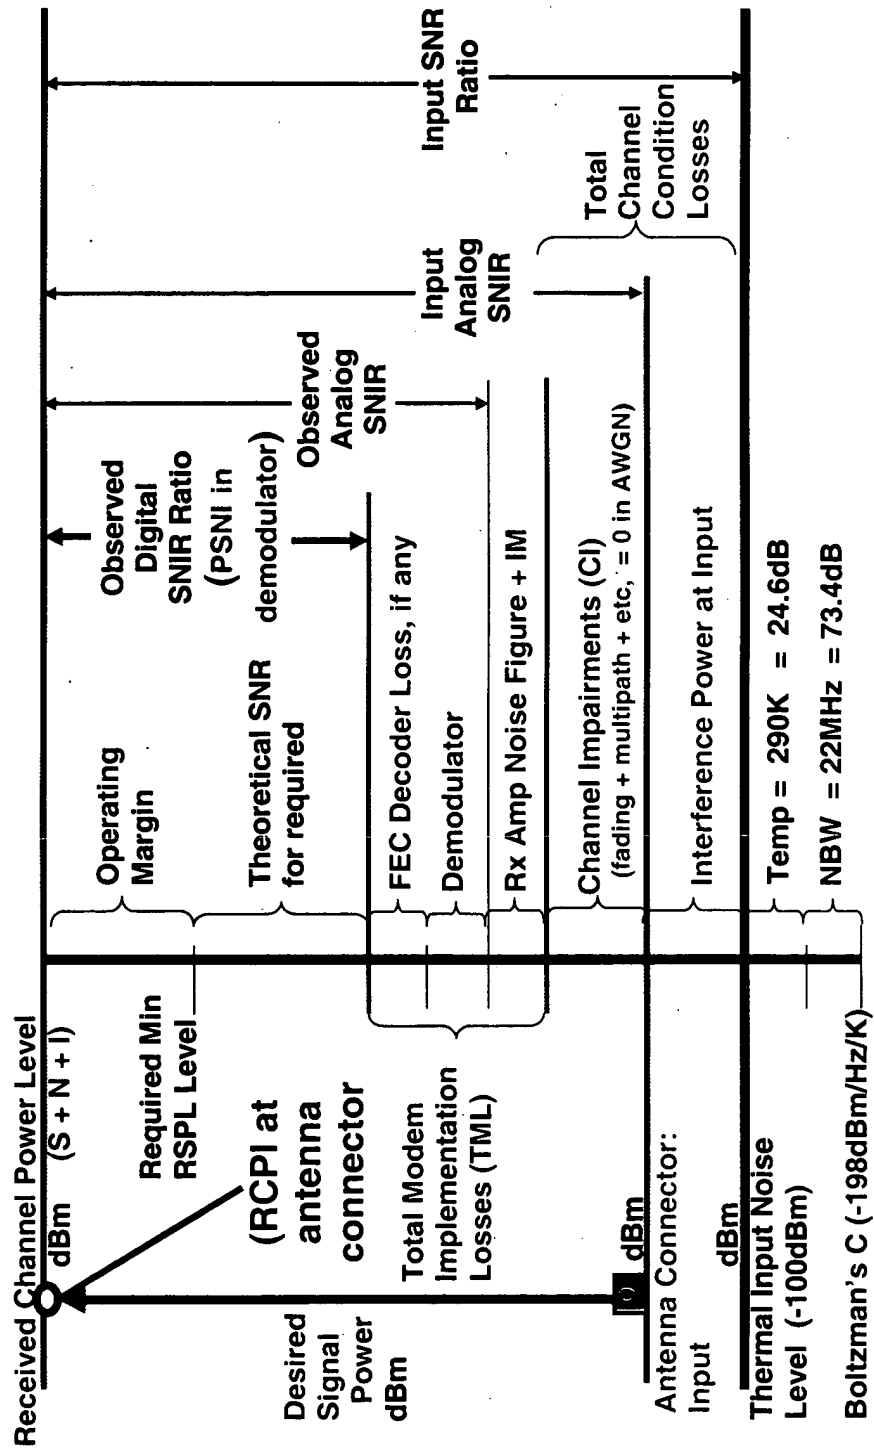 Received Channel Power Level
dBm (S + N + I)
Required Min
RSPL Level
(RCPI at
antenna
connector
Desired
Signal
Power
dBm
Total Modem
Implementation
Losses (TML)
dBm
Antenna Connector:
Input
dBm
Thermal Input Noise
Level (-100dBm)
Boltzman's C (-198dBm/Hz/K)
Operating
Margin
Theoretical SNR
for required
FEC Decoder Loss, if any
Demodulator
Rx Amp Noise Figure + IM
Channel Impairments (CI)
(fading + multipath + etc, = 0 in AWGN)
Interference Power at Input
Temp = 290K = 24.6dB
NBW = 22MHz = 73.4dB
Observed
Digital
SNIR Ratio
(PSNI in
demodulator)
Observed
Analog
SNIR
Input
Analog
SNIR
Total
Channel
Condition
Losses
Input SNR
Ratio